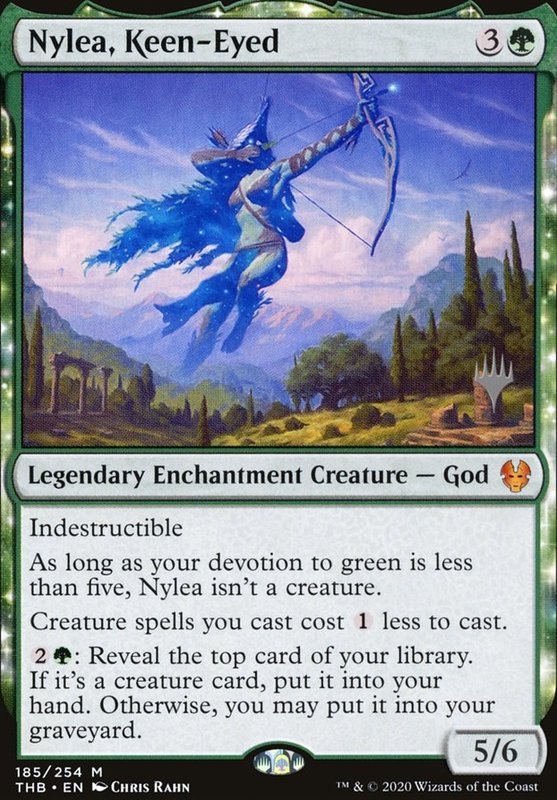 Nylea, Keen-Eyed 3
Legendary Enchantment Creature — God
Indestructible
As long as your devotion to green is less
than five, Nylea isn't a creature.
Creature spells you cast cost 1 less to cast.
2 : Reveal the top card of your library.
If it's a creature card, put it into your
hand. Otherwise, you may put it into your
graveyard.
5/6
185/254 M
THB • EN Chris Rahn
™ & © 2020 Wizards of the Coast